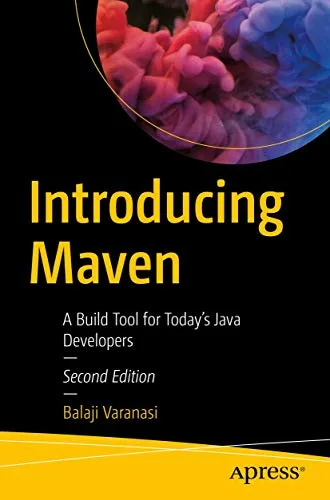 Introducing
Maven
A Build Tool for Today’s Java
Developers
—
Second Edition
—
Balaji Varanasi
Apress®